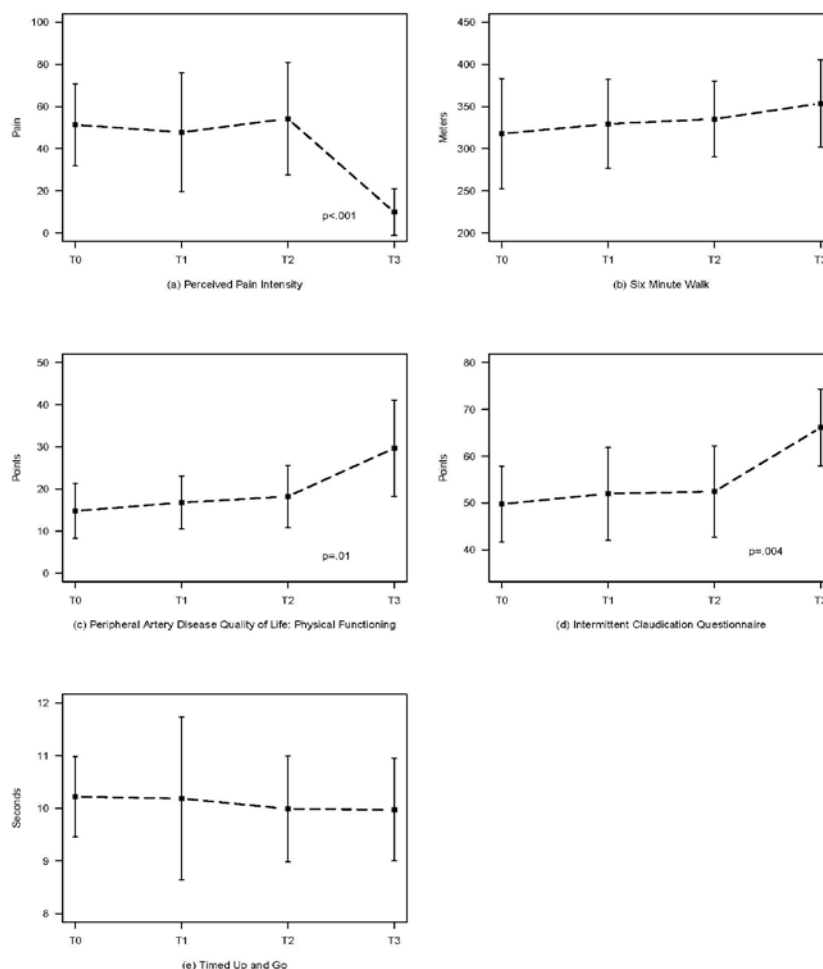 100
80
60
40
20
0
Pain
p<.001
T0 T1 T2 T3
(a) Perceived Pain Intensity
450
400
350
300
250
200
Meters
T0 T1 T2 T3
(b) Six Minute Walk
50
40
30
20
10
0
Points
p=.01
T0 T1 T2 T3
(c) Peripheral Artery Disease Quality of Life: Physical Functioning
80
70
60
50
40
Points
p=.004
T0 T1 T2 T3
(d) Intermittent Claudication Questionnaire
12
11
10
9
8
Seconds
T0 T1 T2 T3
(e) Timed Up and Go